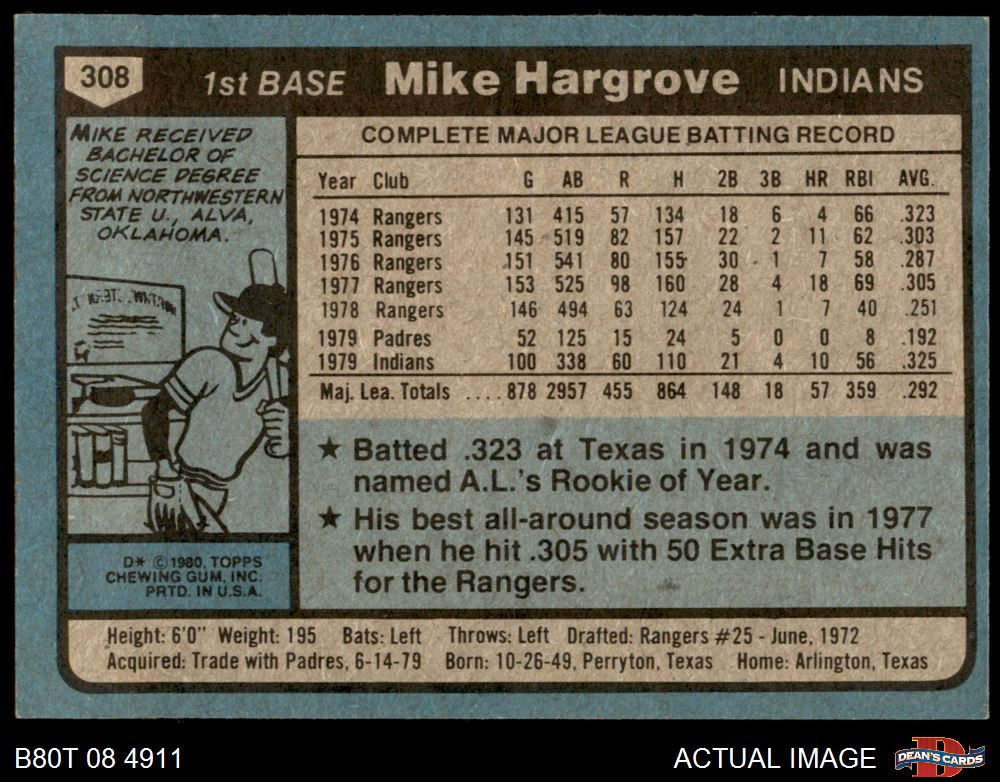 308 1st BASE Mike Hargrove INDIANS
MIKE RECEIVED
BACHELOR OF
SCIENCE DEGREE
FROM NORTHWESTERN
STATE U., ALVA,
OKLAHOMA.
D* © 1980, TOPPS
CHEWING GUM, INC.
PRTD. IN U.S.A.
COMPLETE MAJOR LEAGUE BATTING RECORD
Year Club G AB R H 2B 3B HR RBI AVG.
1974 Rangers 131 415 57 134 18 6 4 66 .323
1975 Rangers 145 519 82 157 22 2 11 62 .303
1976 Rangers 151 541 80 155 30 1 7 58 .287
1977 Rangers 153 525 98 160 28 4 18 69 .305
1978 Rangers 146 494 63 124 24 1 7 40 .251
1979 Padres 52 125 15 24 5 0 0 8 .192
1979 Indians 100 338 60 110 21 4 10 56 .325
Maj. Lea. Totals .... 878 2957 455 864 148 18 57 359 .292
★ Batted .323 at Texas in 1974 and was
named A.L.'s Rookie of Year.
★ His best all-around season was in 1977
when he hit .305 with 50 Extra Base Hits
for the Rangers.
Height: 6'0" Weight: 195 Bats: Left Throws: Left Drafted: Rangers #25 - June, 1972
Acquired: Trade with Padres, 6-14-79 Born: 10-26-49, Perryton, Texas Home: Arlington, Texas
B80T 08 4911 ACTUAL IMAGE D DEAN'S CARDS